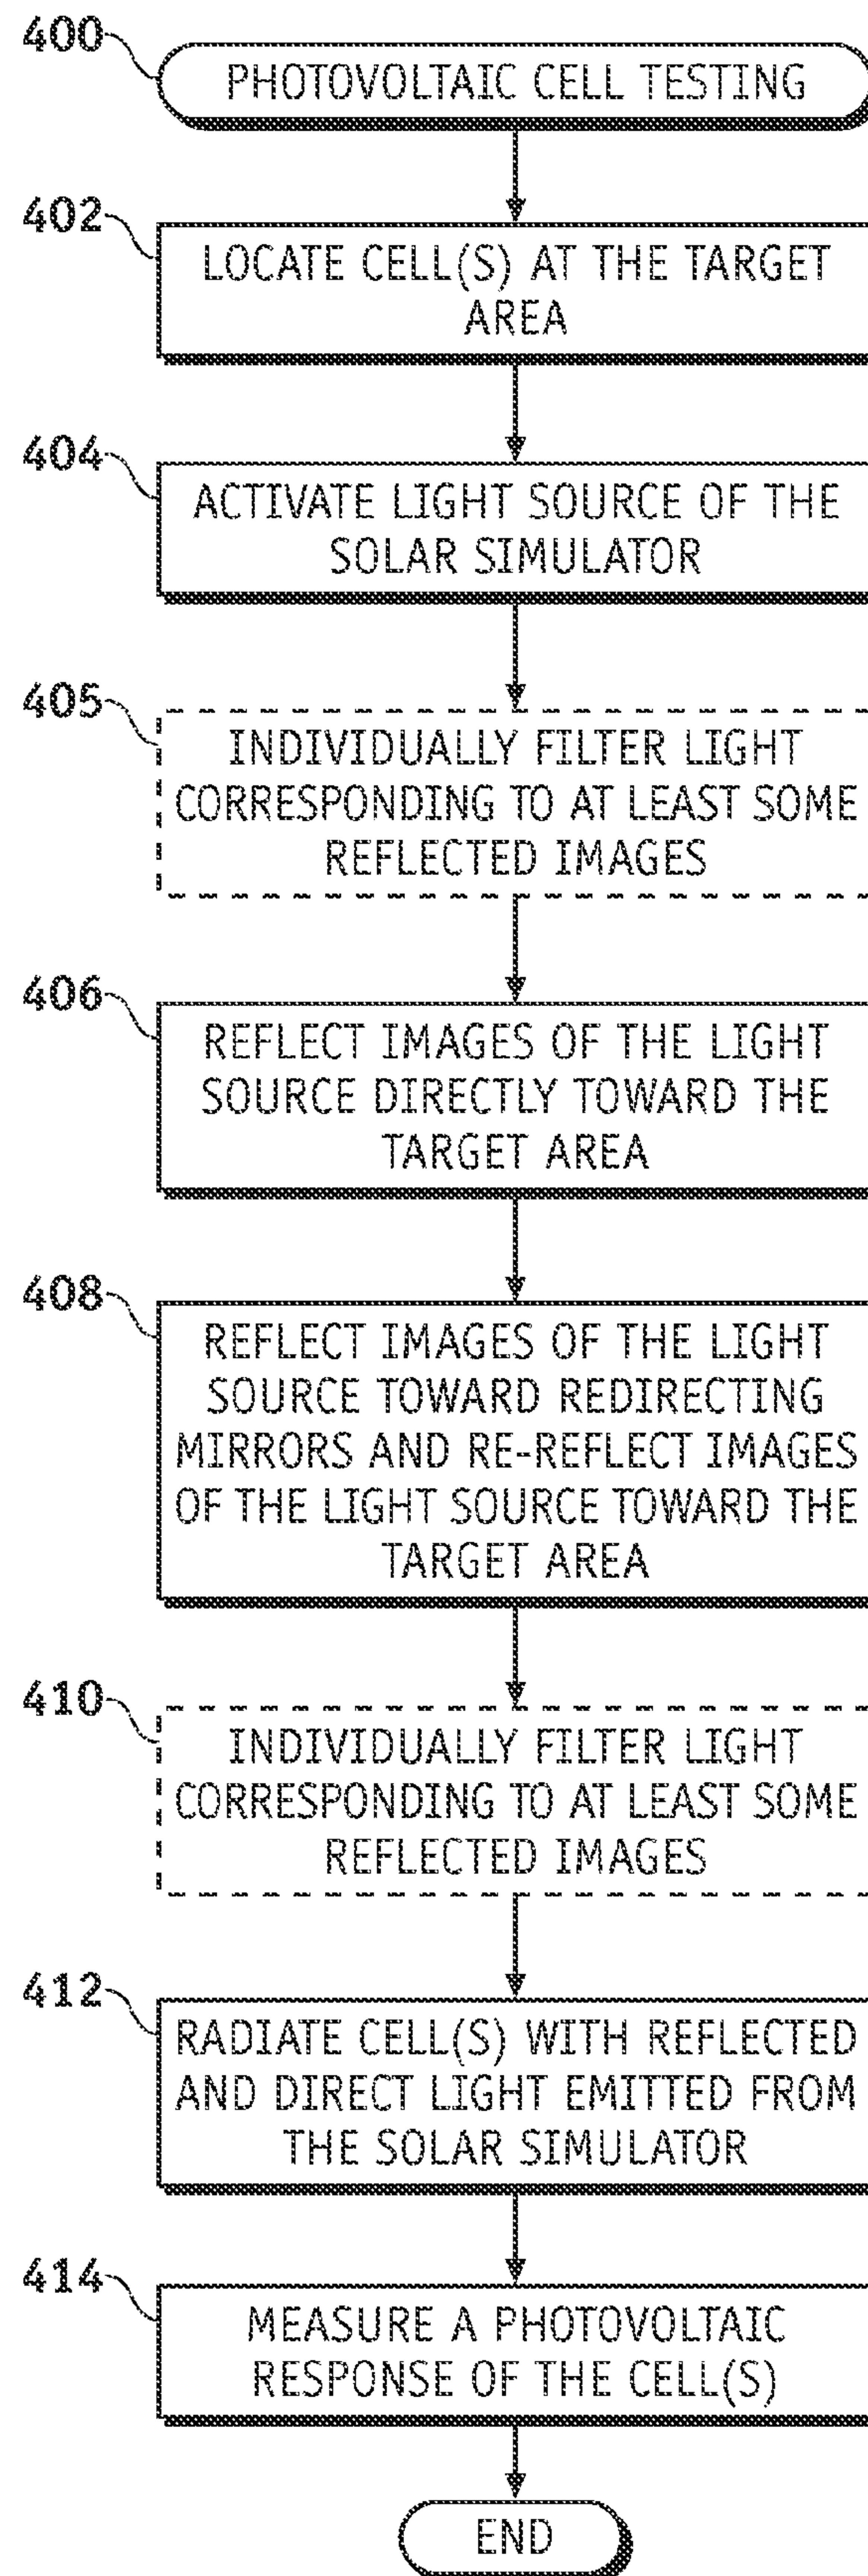 400
PHOTOVOLTAIC CELL TESTING
402
LOCATE CELL(S) AT THE TARGET
AREA
404
ACTIVATE LIGHT SOURCE OF THE
SOLAR SIMULATOR
405
INDIVIDUALLY FILTER LIGHT
CORRESPONDING TO AT LEAST SOME
REFLECTED IMAGES
406
REFLECT IMAGES OF THE LIGHT
SOURCE DIRECTLY TOWARD THE
TARGET AREA
408
REFLECT IMAGES OF THE LIGHT
SOURCE TOWARD REDIRECTING
MIRRORS AND RE-REFLECT IMAGES
OF THE LIGHT SOURCE TOWARD THE
TARGET AREA
410
INDIVIDUALLY FILTER LIGHT
CORRESPONDING TO AT LEAST SOME
REFLECTED IMAGES
412
RADIATE CELL(S) WITH REFLECTED
AND DIRECT LIGHT EMITTED FROM
THE SOLAR SIMULATOR
414
MEASURE A PHOTOVOLTAIC
RESPONSE OF THE CELL(S)
END